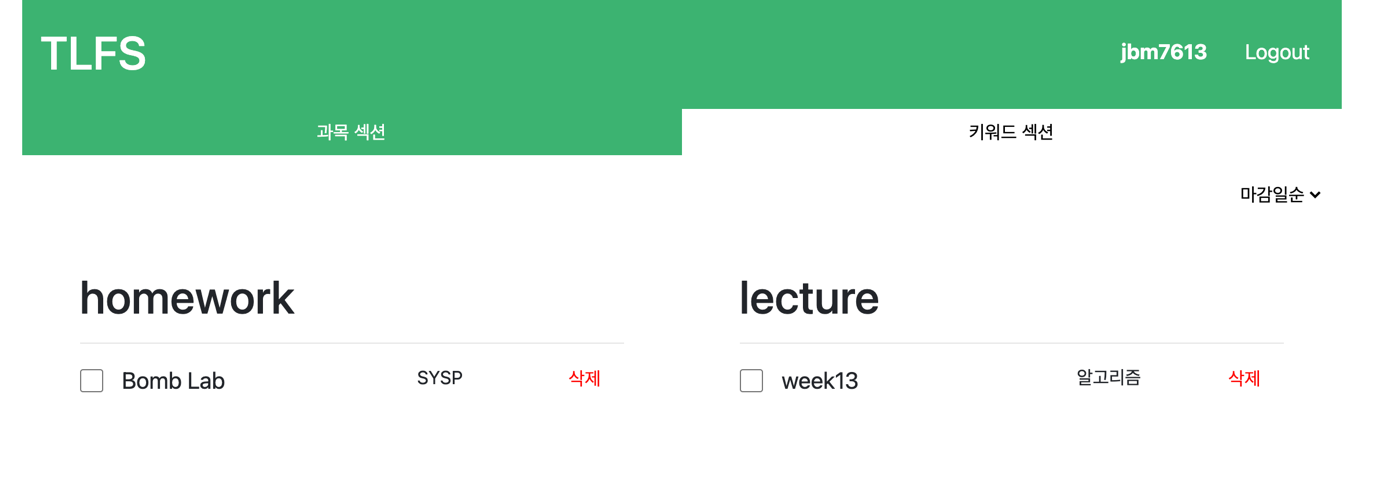 TLFS
jbm7613 Logout
과목 섹션 키워드 섹션
마감일순
homework
Bomb Lab SYSP 삭제
lecture
week13 알고리즘 삭제